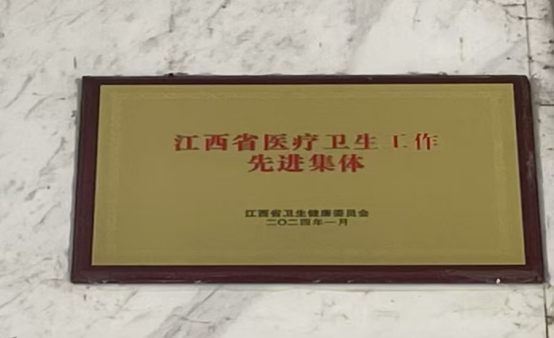 江西省医疗卫生工作
先进集体
江西省卫生健康委员会
二〇二四年一月